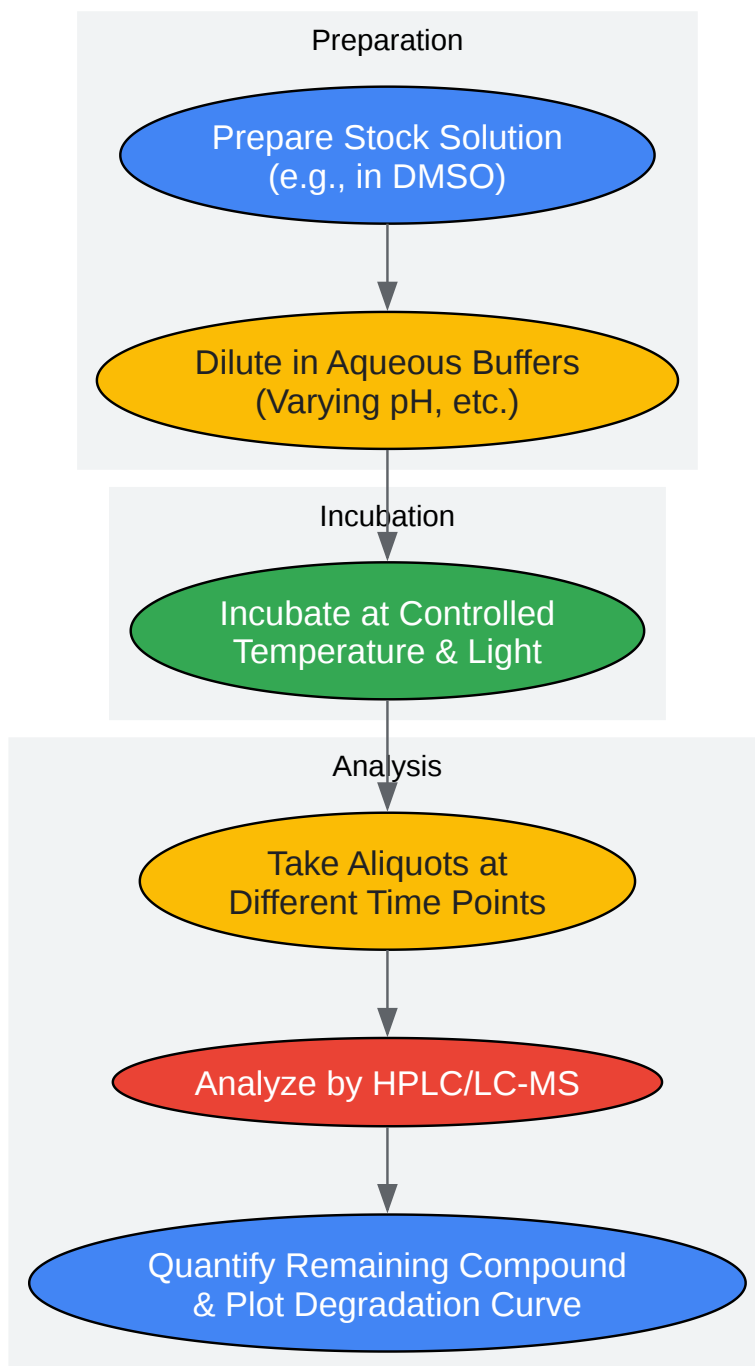 Preparation
Prepare Stock Solution
(e.g., in DMSO)
Dilute in Aqueous Buffers
(Varying pH, etc.)
Incubation
Incubate at Controlled
Temperature & Light
Analysis
Take Aliquots at
Different Time Points
Analyze by HPLC/LC-MS
Quantify Remaining Compound
& Plot Degradation Curve